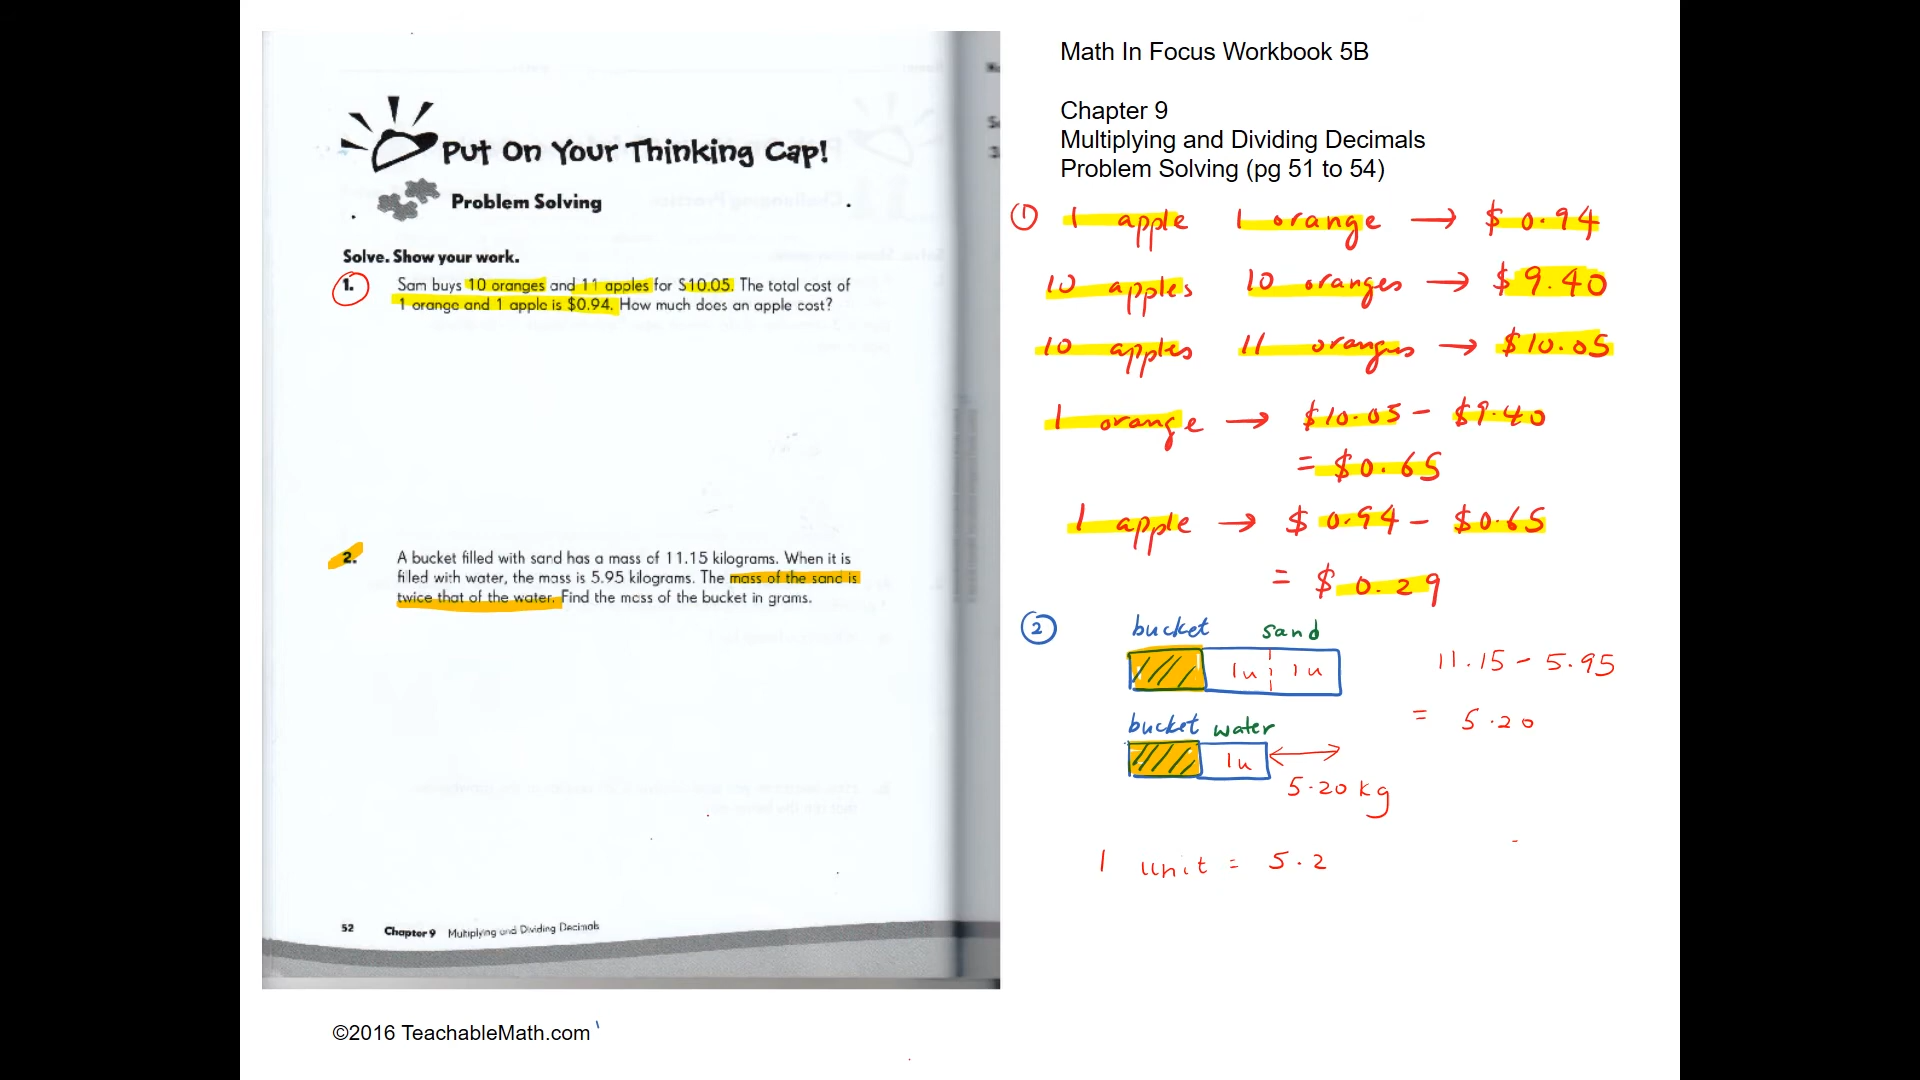 Put On Your Thinking Cap!
Problem Solving
Solve. Show your work.
1. Sam buys 10 oranges and 11 apples for $10.05. The total cost of
1 orange and 1 apple is $0.94. How much does an apple cost?
2. A bucket filled with sand has a mass of 11.15 kilograms. When it is
filled with water, the mass is 5.95 kilograms. The mass of the sand is
twice that of the water. Find the mass of the bucket in grams.
52 Chapter 9 Multiplying and Dividing Decimals
©2016 TeachableMath.com
Math In Focus Workbook 5B
Chapter 9
Multiplying and Dividing Decimals
Problem Solving (pg 51 to 54)
① 1 apple 1 orange → $0.94
10 apples 10 oranges → $9.40
10 apples 11 oranges → $10.05
1 orange → $10.05 - $9.40
= $0.65
1 apple → $0.94 - $0.65
= $0.29
② bucket sand
1u 1u 11.15 - 5.95
= 5.20
bucket water
1u
5.20 kg
1 unit = 5.2